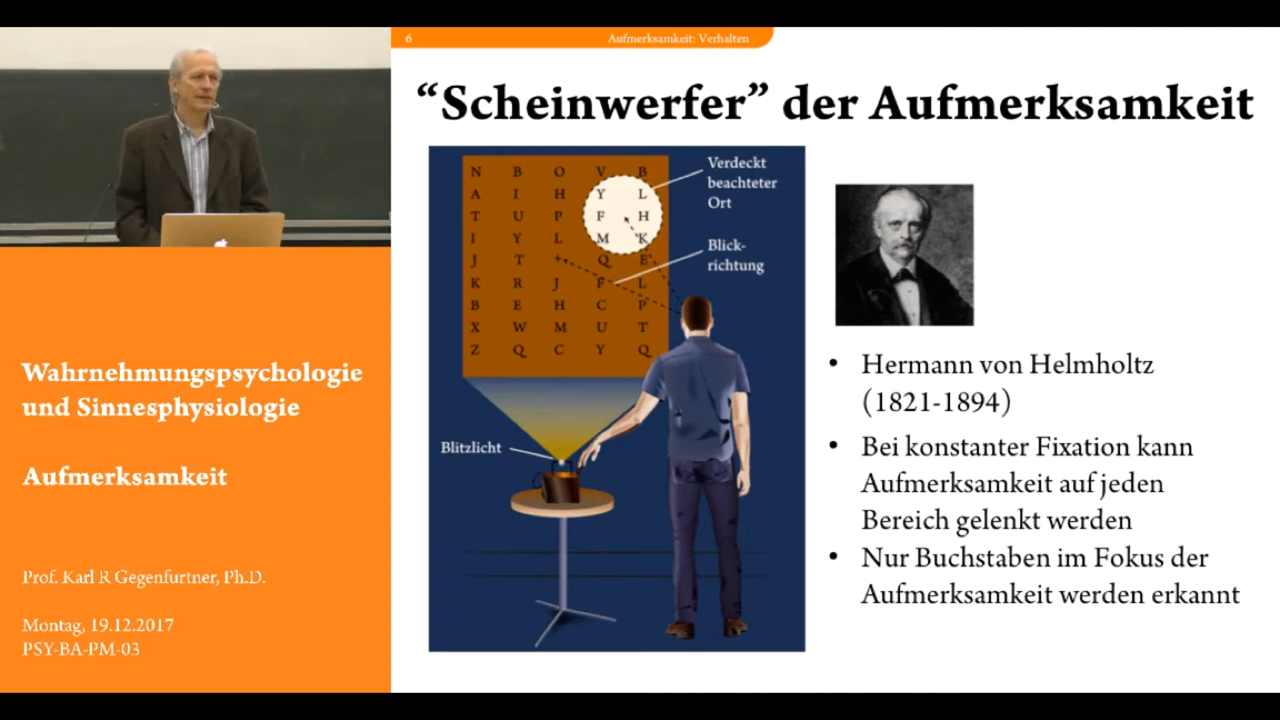 6 Aufmerksamkeit: Verhalten
“Scheinwerfer” der Aufmerksamkeit
N B O V B
A I H Y L
T U P F H
I Y L M K
J T + Q E
K R J F L
B E H C P
X W M U T
Z Q C Y Q
Verdeckt
beachteter
Ort
Blick-
richtung
Blitzlicht
• Hermann von Helmholtz
(1821-1894)
• Bei konstanter Fixation kann
Aufmerksamkeit auf jeden
Bereich gelenkt werden
• Nur Buchstaben im Fokus der
Aufmerksamkeit werden erkannt
Wahrnehmungspsychologie
und Sinnesphysiologie
Aufmerksamkeit
Prof. Karl R Gegenfurtner, Ph.D.
Montag, 19.12.2017
PSY-BA-PM-03